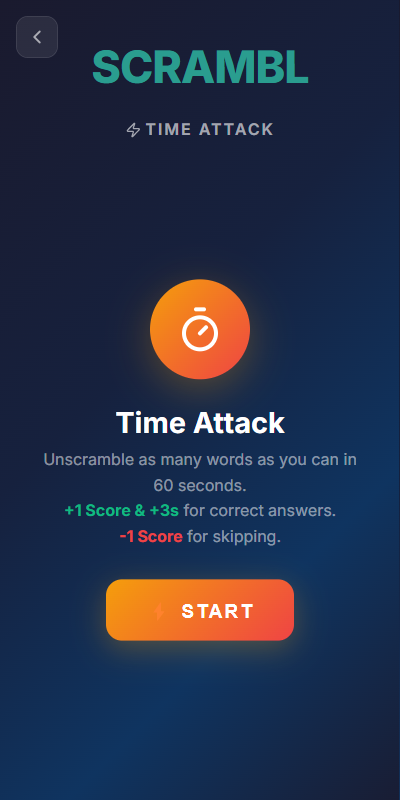 SCRAMBL
TIME ATTACK
Time Attack
Unscramble as many words as you can in
60 seconds.
+1 Score & +3s for correct answers.
-1 Score for skipping.
START